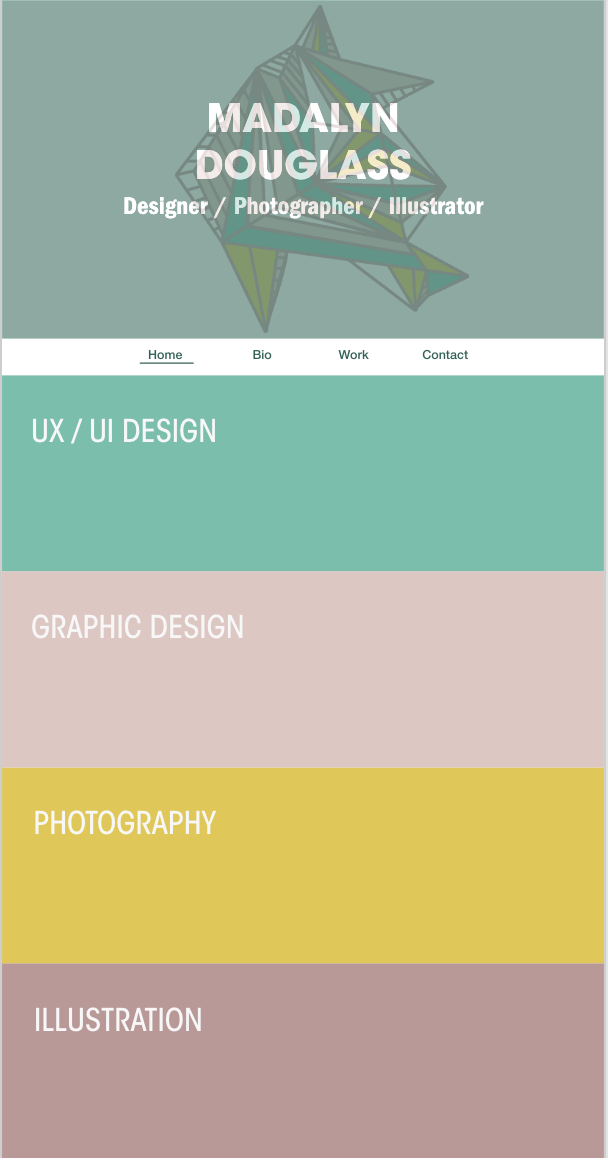 MADALYN
DOUGLASS
Designer / Photographer / Illustrator
Home Bio Work Contact
UX / UI DESIGN
GRAPHIC DESIGN
PHOTOGRAPHY
ILLUSTRATION